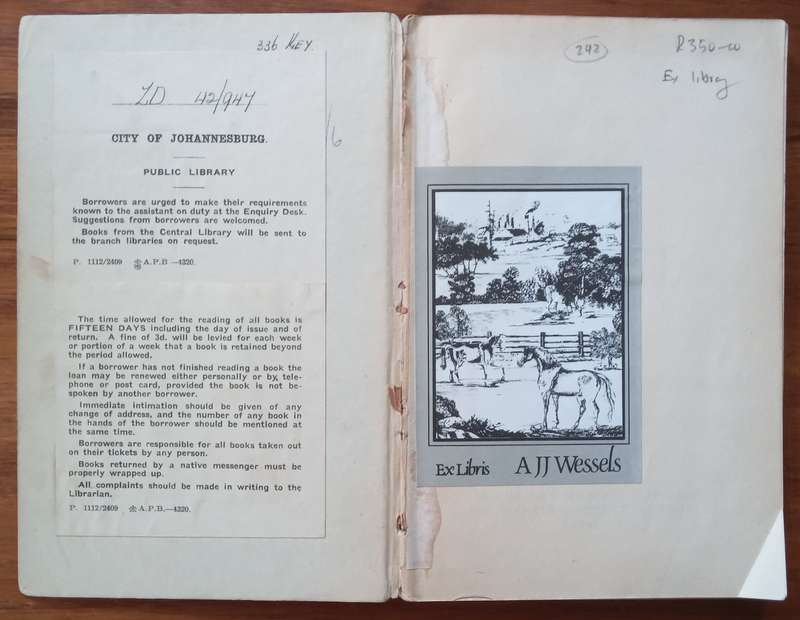 336 KEY.
ZD 42/947
CITY OF JOHANNESBURG.
PUBLIC LIBRARY
Borrowers are urged to make their requirements
known to the assistant on duty at the Enquiry Desk.
Suggestions from borrowers are welcomed.
Books from the Central Library will be sent to
the branch libraries on request.
P. 1112/2409 A.P.B.—4320.
The time allowed for the reading of all books is
FIFTEEN DAYS including the day of issue and of
return. A fine of 3d. will be levied for each week
or portion of a week that a book is retained beyond
the period allowed.
If a borrower has not finished reading a book the
loan may be renewed either personally or by, tele-
phone or post card, provided the book is not be-
spoken by another borrower.
Immediate intimation should be given of any
change of address, and the number of any book in
the hands of the borrower should be mentioned at
the same time.
Borrowers are responsible for all books taken out
on their tickets by any person.
Books returned by a native messenger must be
properly wrapped up.
All complaints should be made in writing to the
Librarian.
P. 1112/2409 A.P.B.—4320.
/6
242
R350-00
Ex library
Ex Libris A JJ Wessels